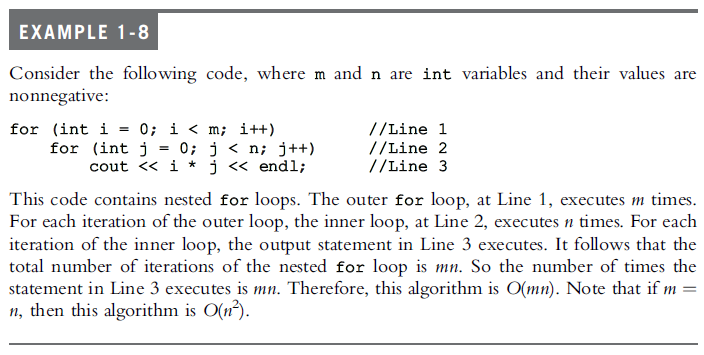 EXAMPLE 1-8
Consider the following code, where m and n are int variables and their values are
nonnegative:
for (int i = 0; i < m; i++) //Line 1
for (int j = 0; j < n; j++) //Line 2
cout << i * j << endl; //Line 3
This code contains nested for loops. The outer for loop, at Line 1, executes m times.
For each iteration of the outer loop, the inner loop, at Line 2, executes n times. For each
iteration of the inner loop, the output statement in Line 3 executes. It follows that the
total number of iterations of the nested for loop is mn. So the number of times the
statement in Line 3 executes is mn. Therefore, this algorithm is O(mn). Note that if m =
n, then this algorithm is O(n²).